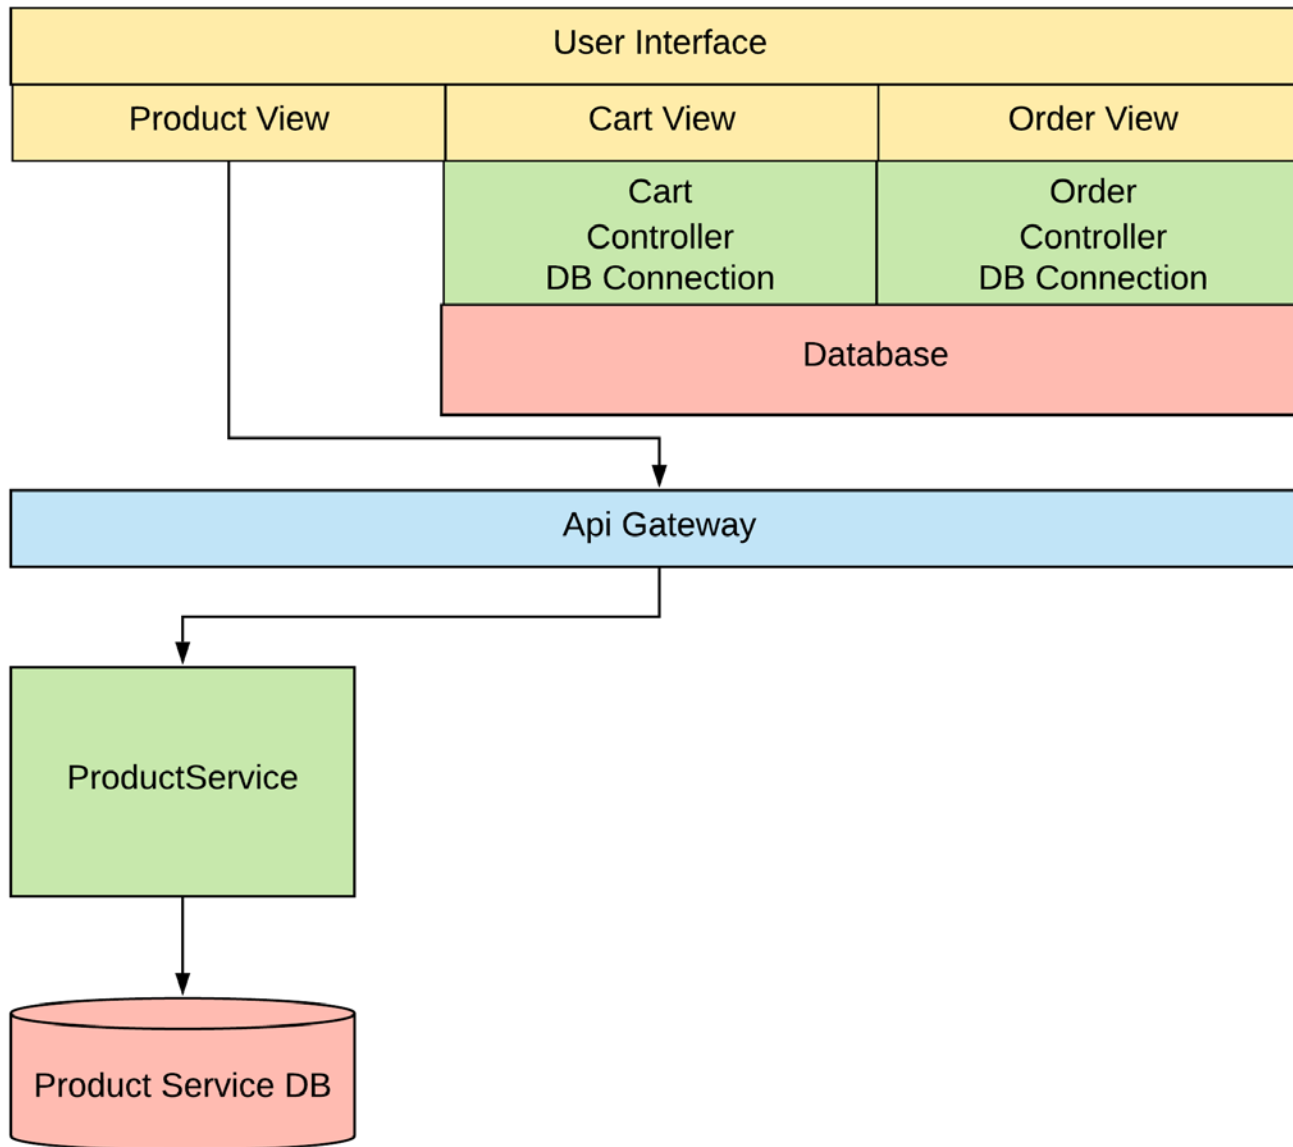 User Interface
Product View
Cart View
Order View
Cart
Controller
DB Connection
Order
Controller
DB Connection
Database
Api Gateway
ProductService
Product Service DB